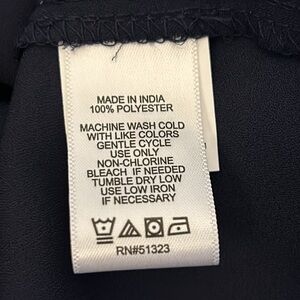 MADE IN INDIA
100% POLYESTER
MACHINE WASH COLD
WITH LIKE COLORS
GENTLE CYCLE
USE ONLY
NON-CHLORINE
BLEACH IF NEEDED
TUMBLE DRY LOW
USE LOW IRON
IF NECESSARY
RN#51323